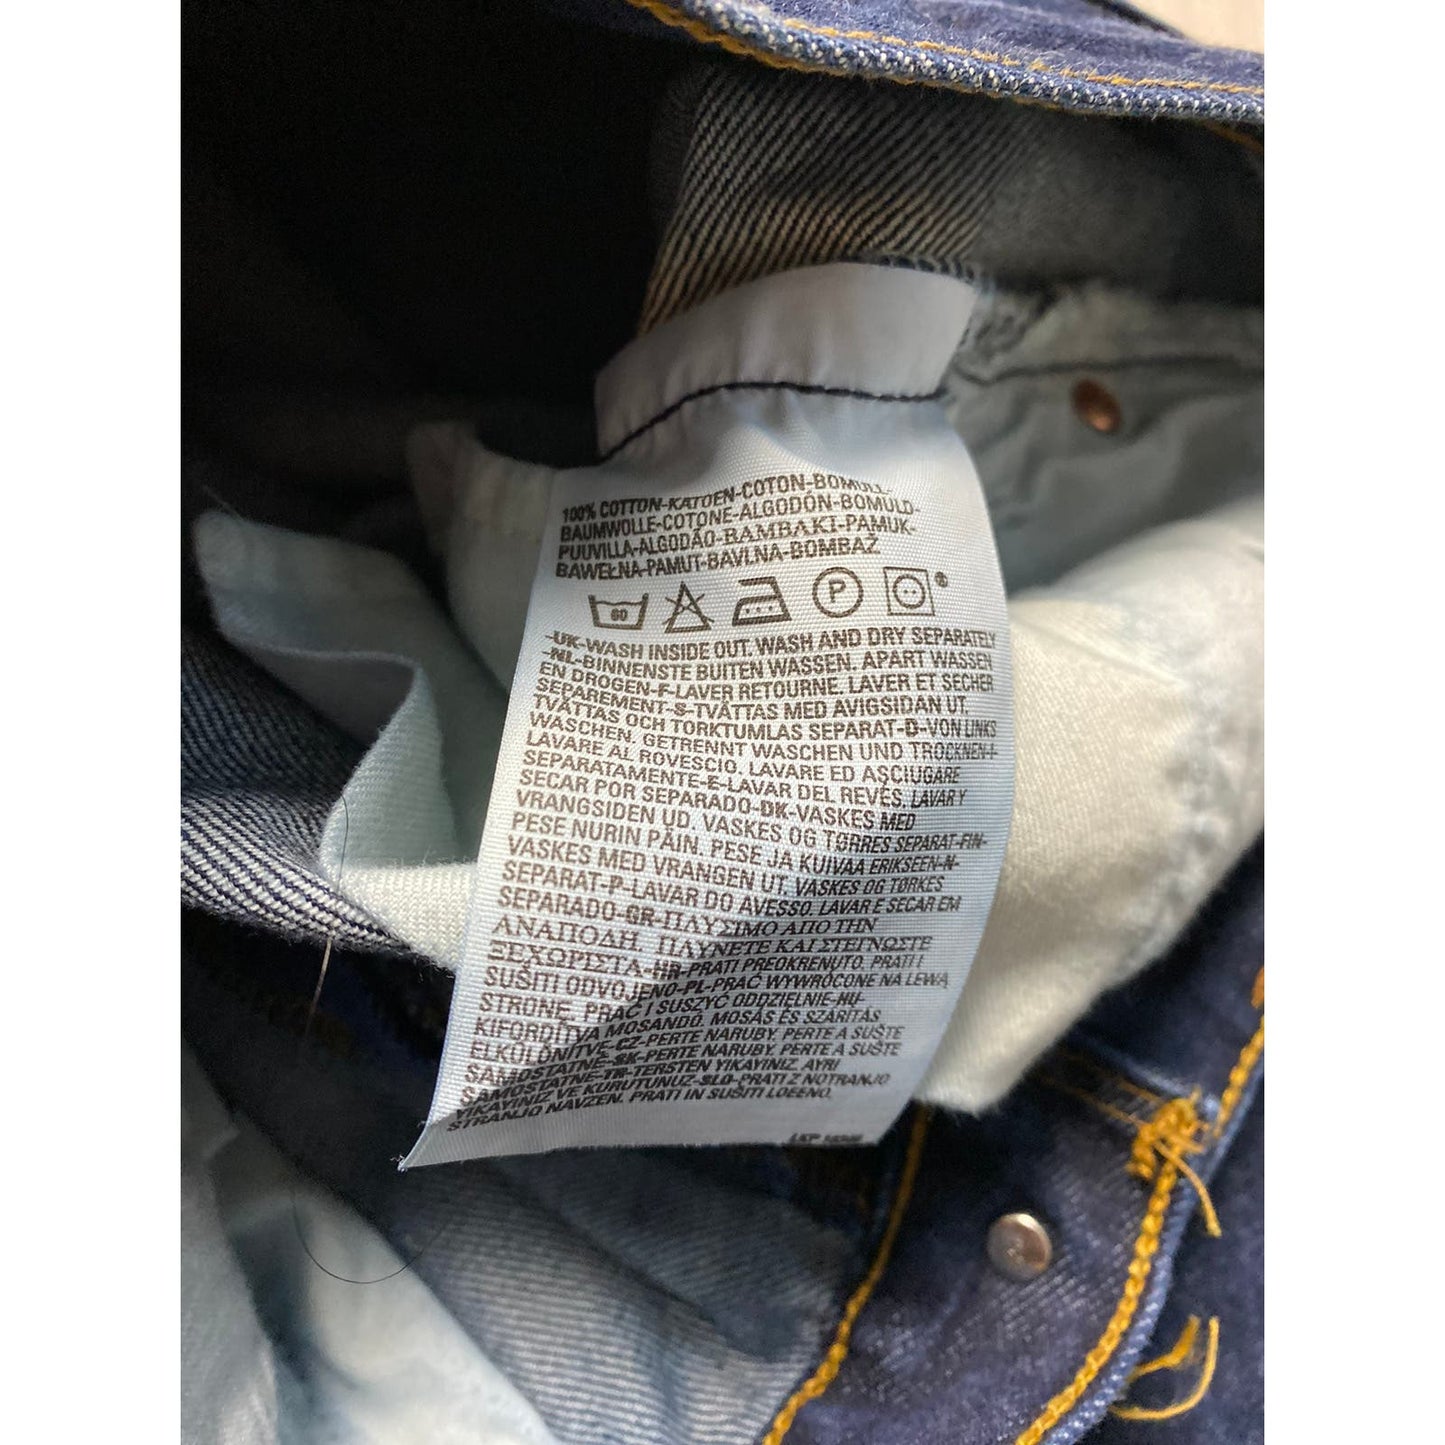 100% COTTON-KATOEN-COTON-BOMULL-
BAUMWOLLE-COTONE-ALGODÓN-BOMULD-
PUUVILLA-ALGODÃO-BAMBAKI-PAMUK-
BAWEŁNA-PAMUT-BAVLNA-BOMBAŽ
60 P
-UK-WASH INSIDE OUT. WASH AND DRY SEPARATELY
-NL-BINNENSTE BUITEN WASSEN. APART WASSEN
EN DROGEN-F-LAVER RETOURNE. LAVER ET SECHER
SEPAREMENT-S-TVÄTTAS MED AVIGSIDAN UT.
TVÄTTAS OCH TORKTUMLAS SEPARAT-D-VON LINKS
WASCHEN. GETRENNT WASCHEN UND TROCKNEN-I-
LAVARE AL ROVESCIO. LAVARE ED ASCIUGARE
SEPARATAMENTE-E-LAVAR DEL REVÉS. LAVAR Y
SECAR POR SEPARADO-DK-VASKES MED
VRANGSIDEN UD. VASKES OG TØRRES SEPARAT-FIN-
PESE NURIN PÄIN. PESE JA KUIVAA ERIKSEEN-N-
VASKES MED VRANGEN UT. VASKES OG TØRKES
SEPARAT-P-LAVAR DO AVESSO. LAVAR E SECAR EM
SEPARADO-GR-ΠΛΥΣΙΜΟ ΑΠΟ ΤΗΝ
ΑΝΑΠΟΔΗ. ΠΛΥΝΕΤΕ ΚΑΙ ΣΤΕΓΝΩΣΤΕ
ΞΕΧΩΡΙΣΤΑ-HR-PRATI PREOKRENUTO. PRATI I
SUŠITI ODVOJENO-PL-PRAĆ WYWRÓCONE NA LEWĄ
STRONE. PRAĆ I SUSZYĆ ODDZIELNIE-HU-
KIFORDÍTVA MOSANDÓ. MOSÁS ÉS SZÁRÍTÁS
ELKÜLÖNÍTVE-CZ-PERTE NARUBY. PERTE A SUŠTE
SAMOSTATNE-SK-PERTE NARUBY. PERTE A SUŠTE
SAMOSTATNE-TR-TERSTEN YIKAYINIZ. AYRI
YIKAYINIZ VE KURUTUNUZ-SLO-PRATI Z NOTRANJO
STRANJO NAVZEN. PRATI IN SUŠITI LOEENO.